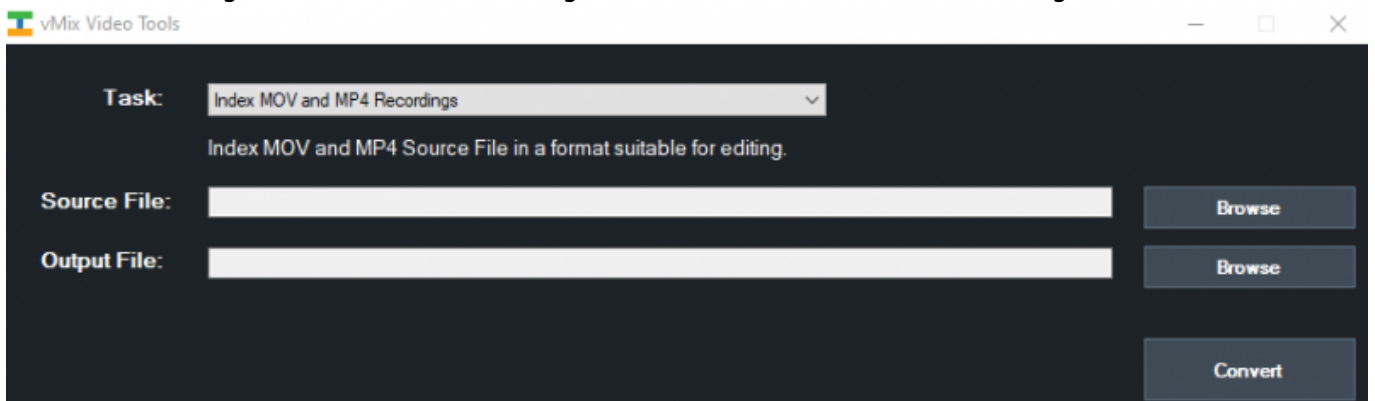 vMix Video Tools
Task: Index MOV and MP4 Recordings
Index MOV and MP4 Source File in a format suitable for editing.
Source File: Browse
Output File: Browse
Convert